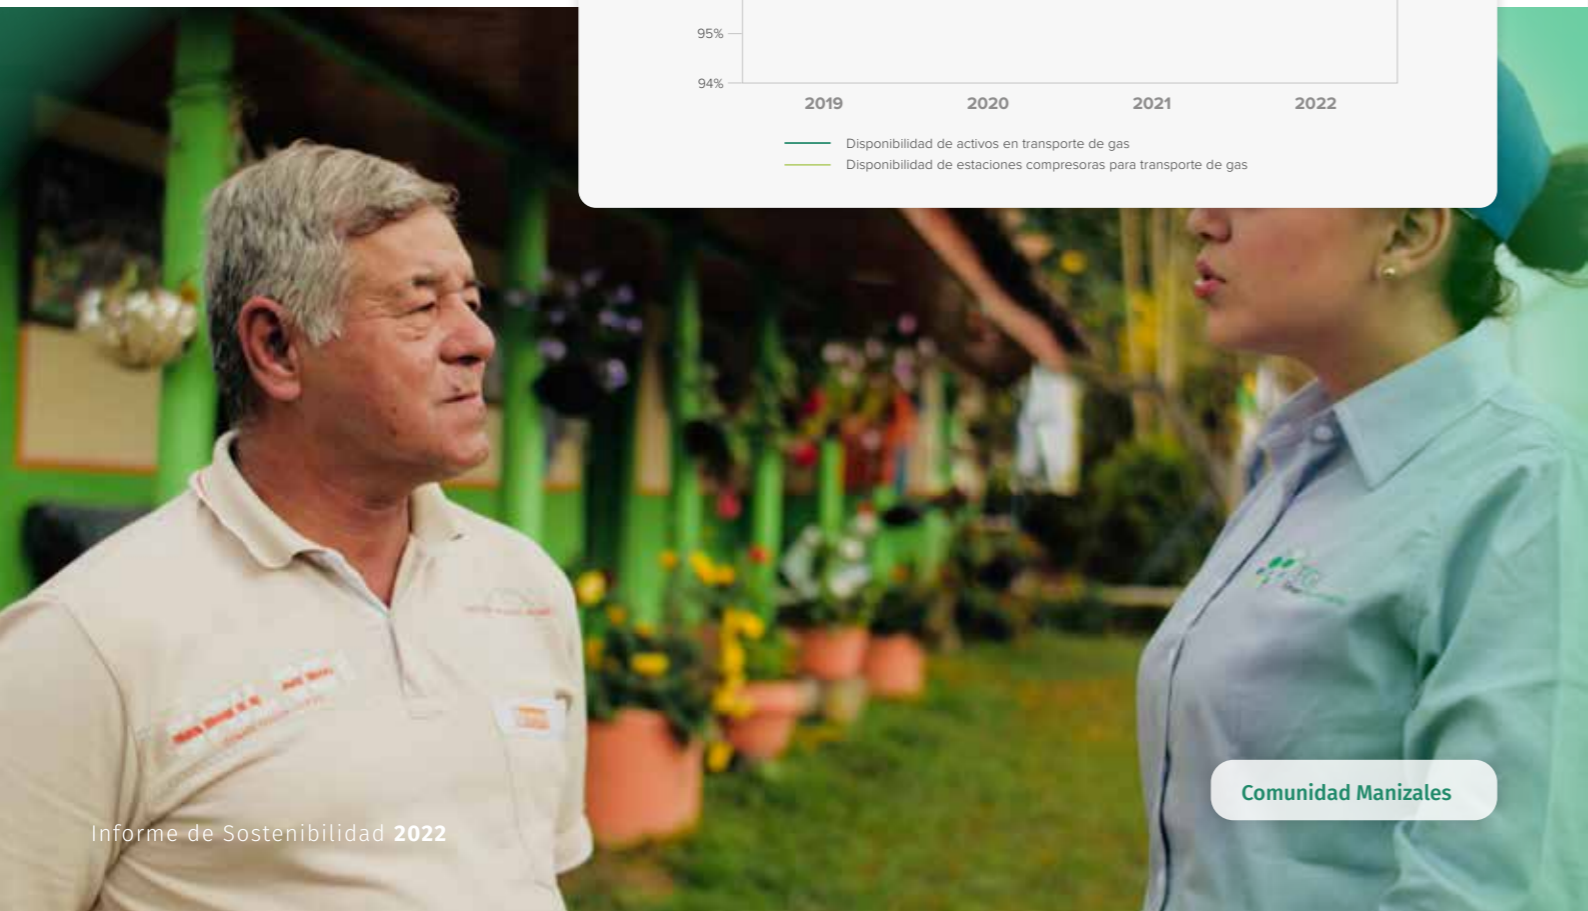 95%
94%
2019 2020 2021 2022
Disponibilidad de activos en transporte de gas
Disponibilidad de estaciones compresoras para transporte de gas
Comunidad Manizales
Informe de Sostenibilidad 2022